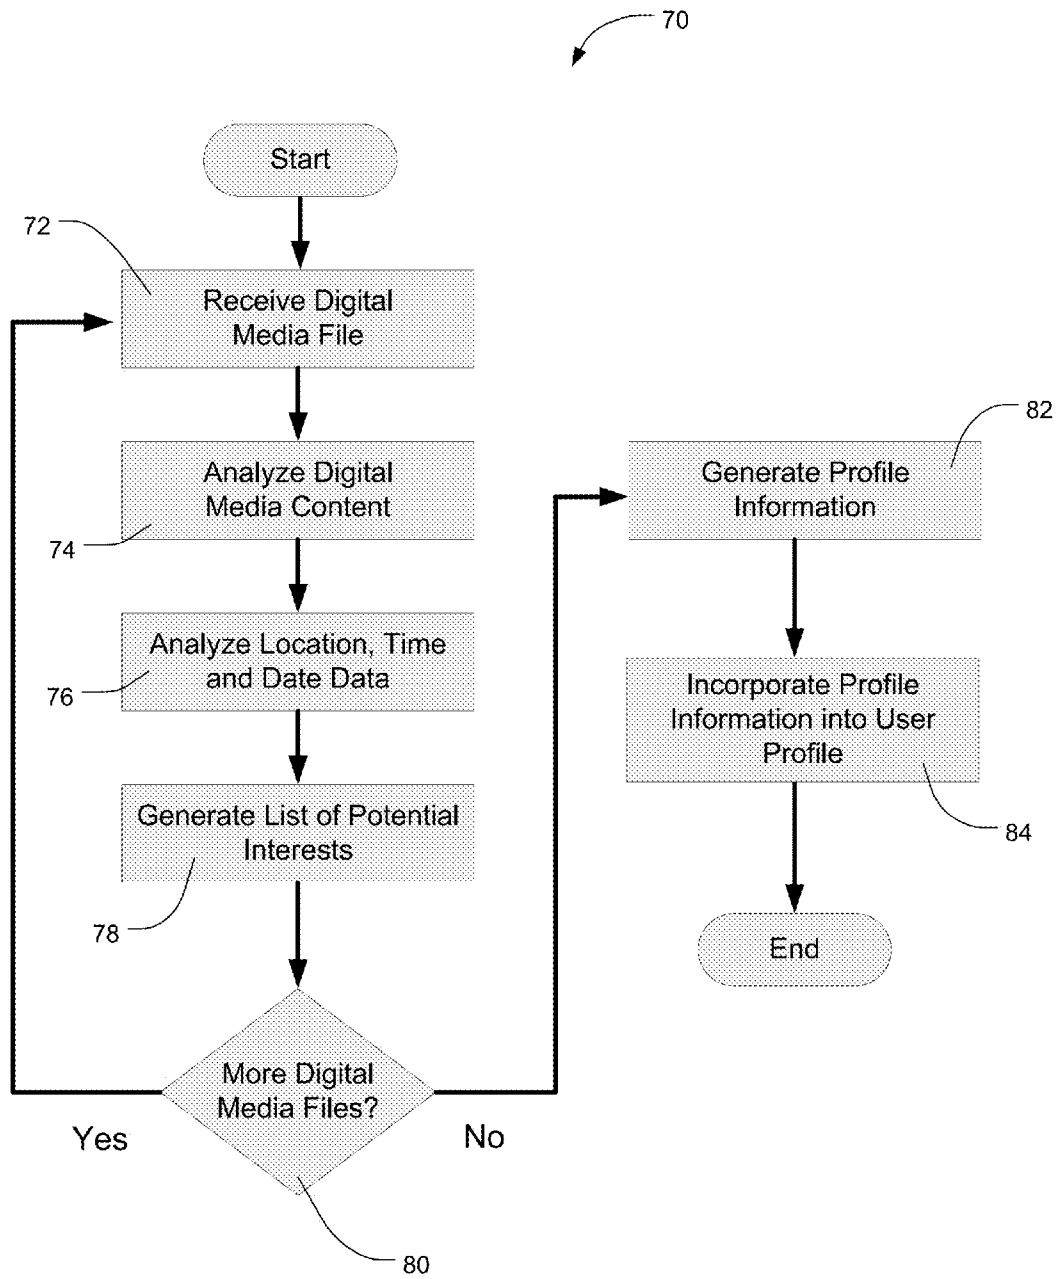 70
Start
72
Receive Digital
Media File
Analyze Digital
Media Content
74
Analyze Location, Time
and Date Data
76
Generate List of Potential
Interests
78
More Digital
Media Files?
Yes
No
80
82
Generate Profile
Information
Incorporate Profile
Information into User
Profile
84
End